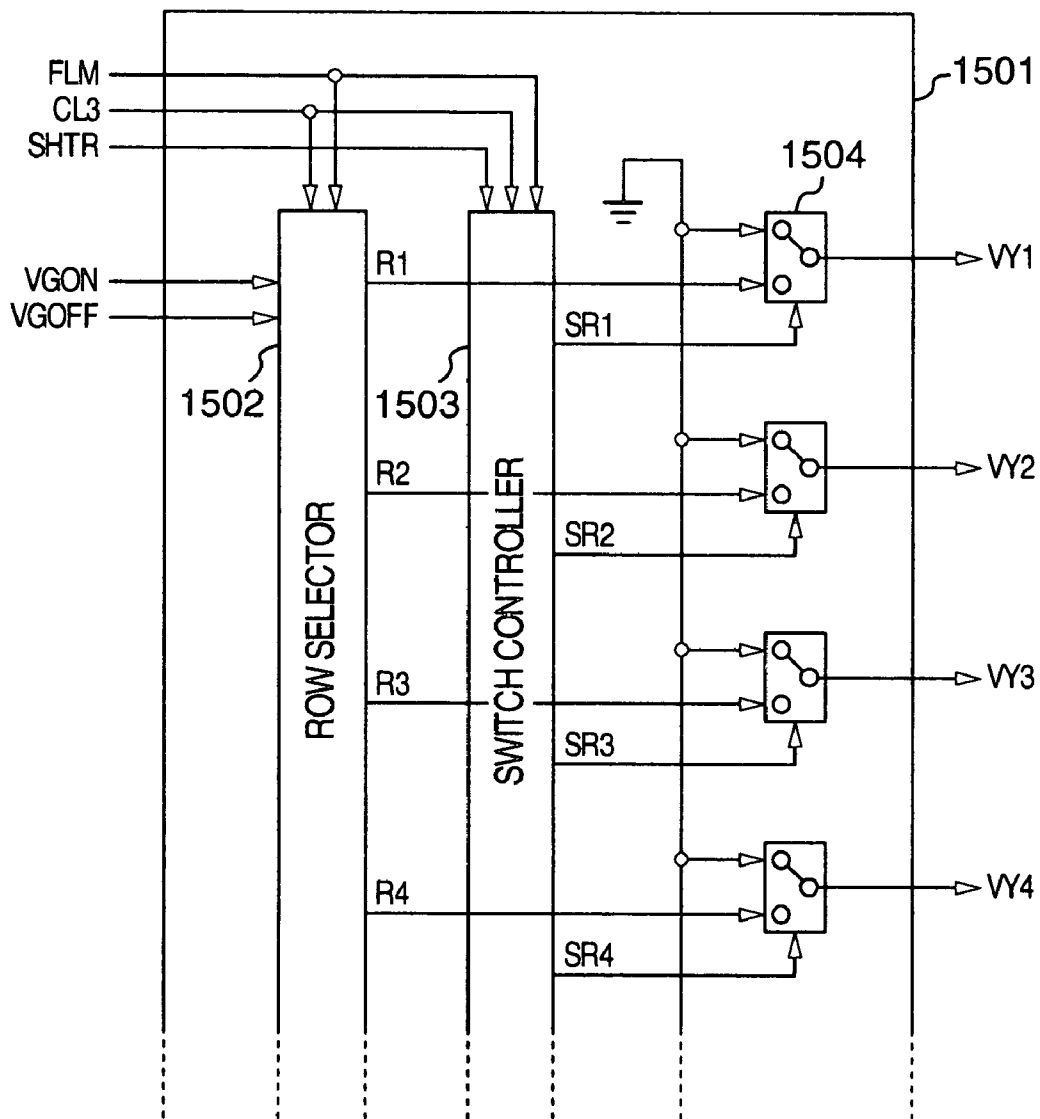 FLM
1501
CL3
SHTR
1504
R1
VY1
VGON
VGOFF
SR1
1502
1503
R2
VY2
SR2
ROW SELECTOR
SWITCH CONTROLLER
R3
VY3
SR3
R4
VY4
SR4